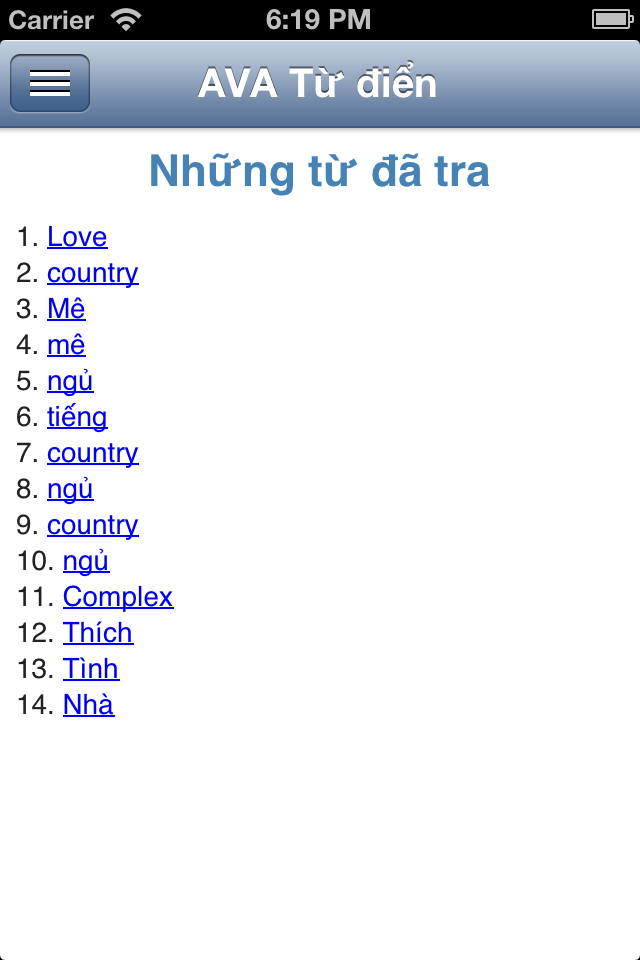 Carrier 6:19 PM
AVA Từ điển
Những từ đã tra
1. Love
2. country
3. Mê
4. mê
5. ngủ
6. tiếng
7. country
8. ngủ
9. country
10. ngủ
11. Complex
12. Thích
13. Tình
14. Nhà